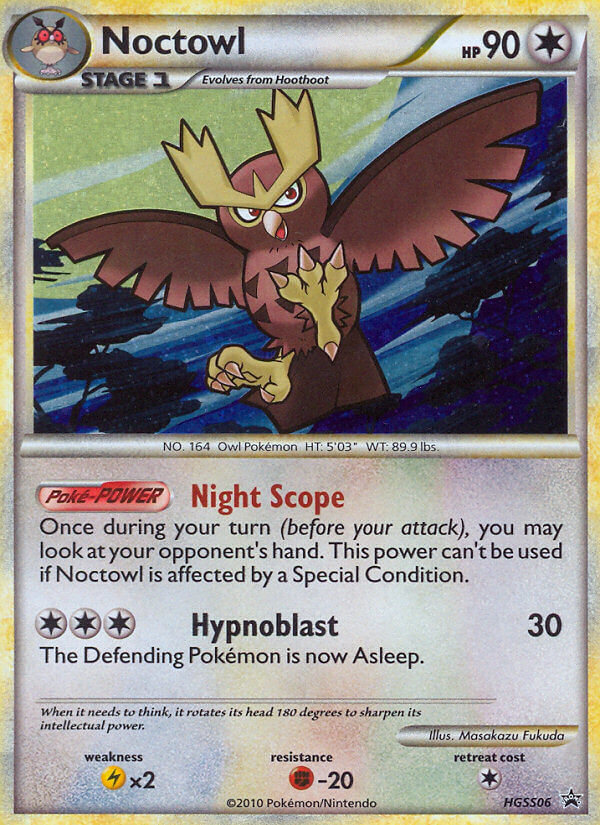 Noctowl
HP 90
STAGE 1
Evolves from Hoothoot
NO. 164 Owl Pokémon HT: 5'03" WT: 89.9 lbs.
Poké-POWER Night Scope
Once during your turn (before your attack), you may
look at your opponent's hand. This power can't be used
if Noctowl is affected by a Special Condition.
Hypnoblast 30
The Defending Pokémon is now Asleep.
When it needs to think, it rotates its head 180 degrees to sharpen its
intellectual power.
Illus. Masakazu Fukuda
weakness resistance retreat cost
×2 -20
©2010 Pokémon/Nintendo HGSS06